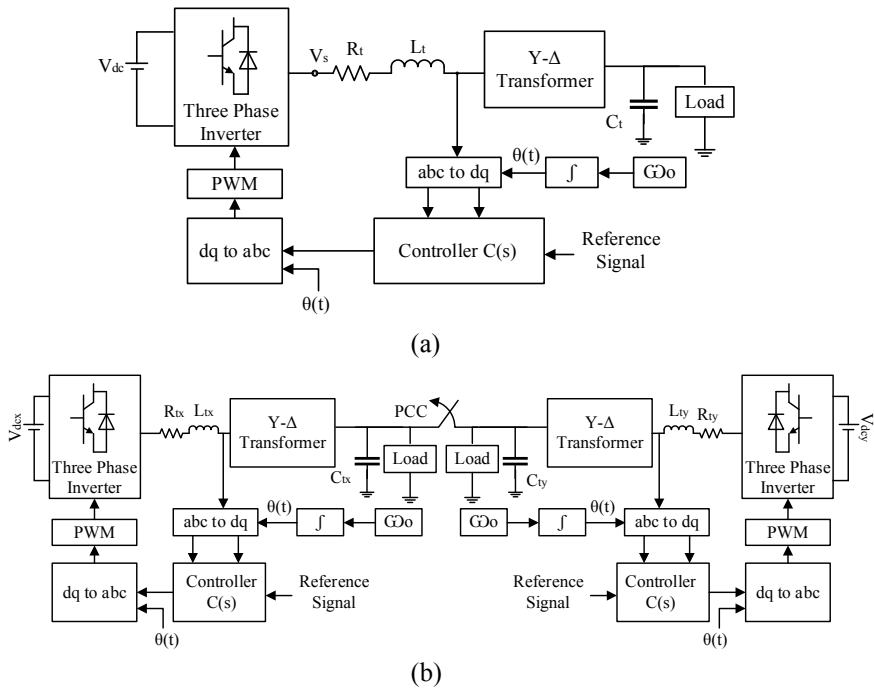 Vdc
Three Phase
Inverter
Vs
Rt
Lt
Y-Δ
Transformer
Ct
Load
PWM
abc to dq
θ(t)
∫
ω0
dq to abc
θ(t)
Controller C(s)
Reference
Signal
(a)
Vdcx
Three Phase
Inverter
Rtx
Ltx
Y-Δ
Transformer
Ctx
Load
PCC
Load
Cty
Y-Δ
Transformer
Lty
Rty
Three Phase
Inverter
Vdcy
PWM
abc to dq
θ(t)
∫
ω0
ω0
∫
θ(t)
abc to dq
PWM
dq to abc
θ(t)
Controller
C(s)
Reference
Signal
Reference
Signal
Controller
C(s)
dq to abc
θ(t)
(b)